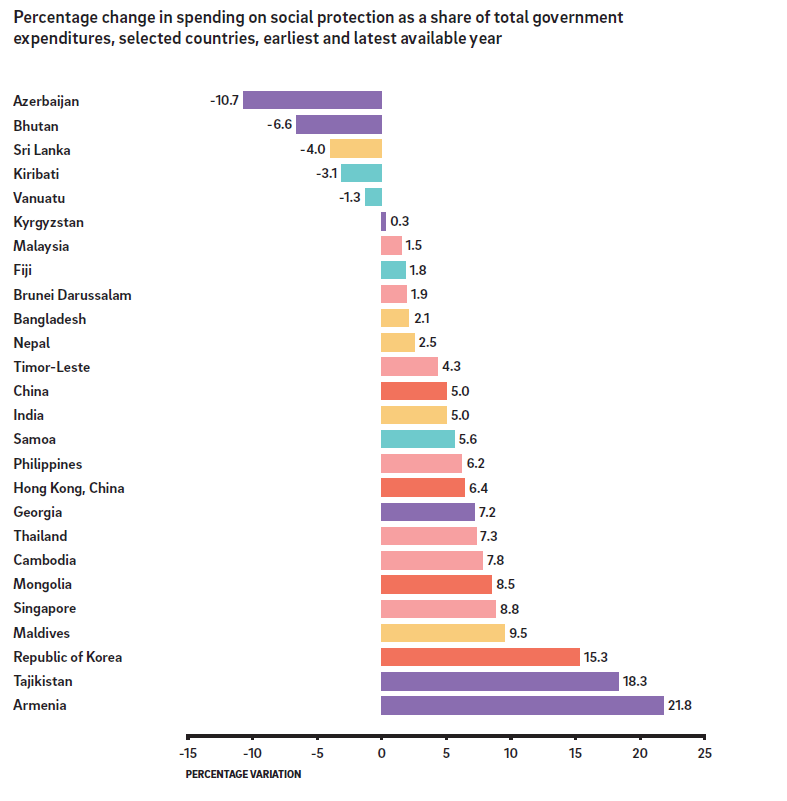 Percentage change in spending on social protection as a share of total government
expenditures, selected countries, earliest and latest available year
Azerbaijan -10.7
Bhutan -6.6
Sri Lanka -4.0
Kiribati -3.1
Vanuatu -1.3
Kyrgyzstan 0.3
Malaysia 1.5
Fiji 1.8
Brunei Darussalam 1.9
Bangladesh 2.1
Nepal 2.5
Timor-Leste 4.3
China 5.0
India 5.0
Samoa 5.6
Philippines 6.2
Hong Kong, China 6.4
Georgia 7.2
Thailand 7.3
Cambodia 7.8
Mongolia 8.5
Singapore 8.8
Maldives 9.5
Republic of Korea 15.3
Tajikistan 18.3
Armenia 21.8
-15 -10 -5 0 5 10 15 20 25
PERCENTAGE VARIATION